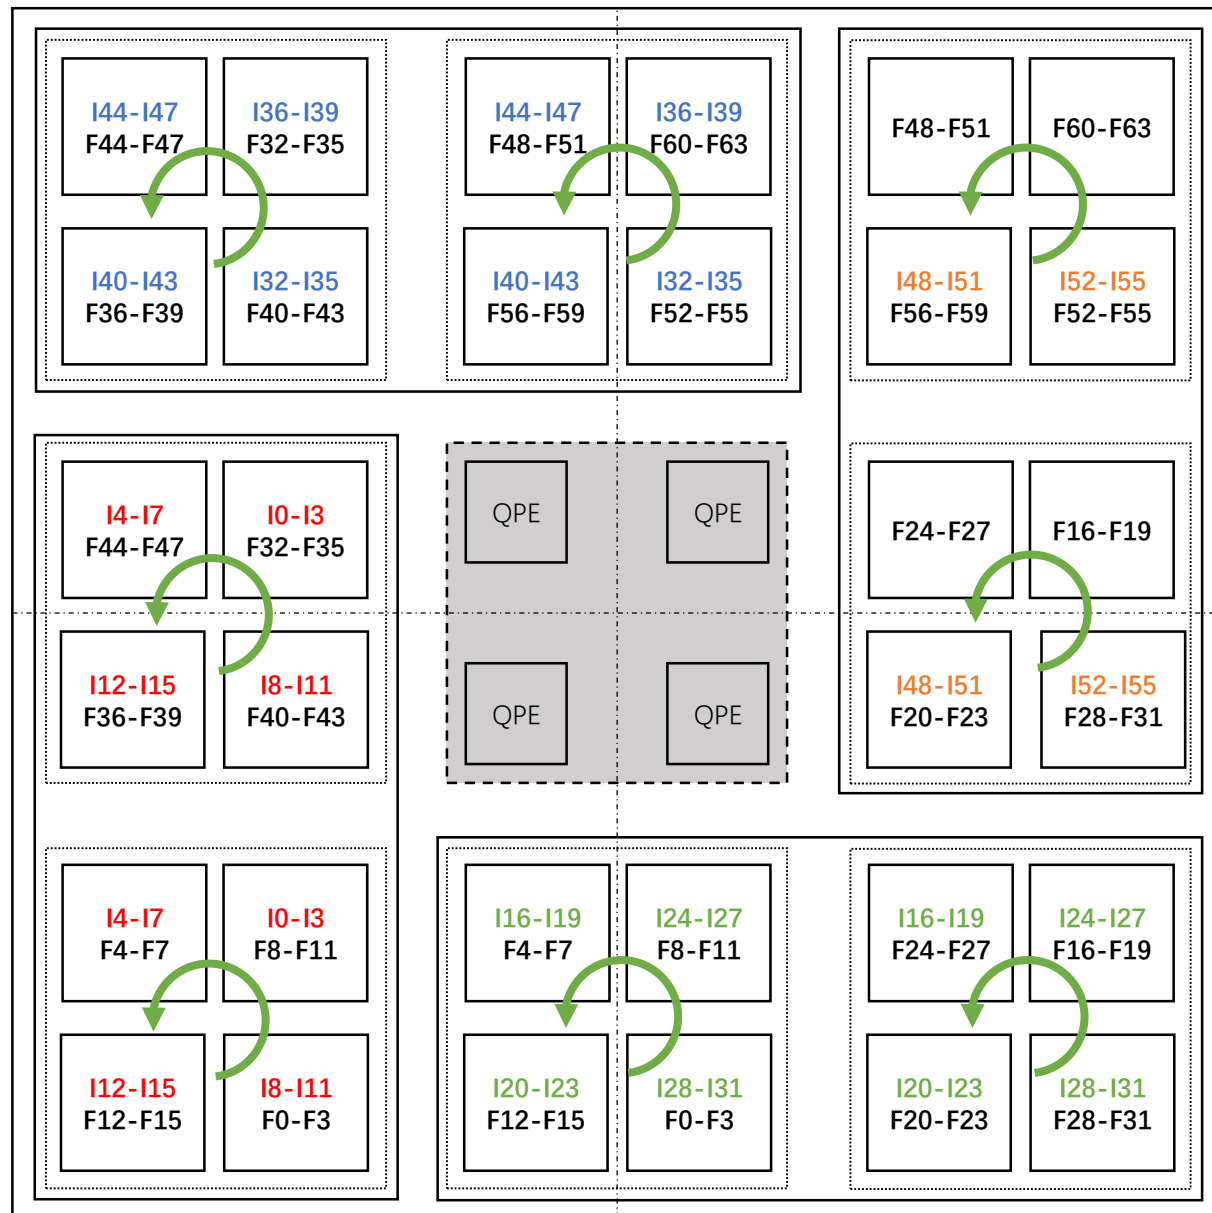 I44-I47
F44-F47
I36-I39
F32-F35
I44-I47
F48-F51
I36-I39
F60-F63
F48-F51
F60-F63
I40-I43
F36-F39
I32-I35
F40-F43
I40-I43
F56-F59
I32-I35
F52-F55
I48-I51
F56-F59
I52-I55
F52-F55
I4-I7
F44-F47
I0-I3
F32-F35
QPE
QPE
F24-F27
F16-F19
I12-I15
F36-F39
I8-I11
F40-F43
QPE
QPE
I48-I51
F20-F23
I52-I55
F28-F31
I4-I7
F4-F7
I0-I3
F8-F11
I16-I19
F4-F7
I24-I27
F8-F11
I16-I19
F24-F27
I24-I27
F16-F19
I12-I15
F12-F15
I8-I11
F0-F3
I20-I23
F12-F15
I28-I31
F0-F3
I20-I23
F20-F23
I28-I31
F28-F31